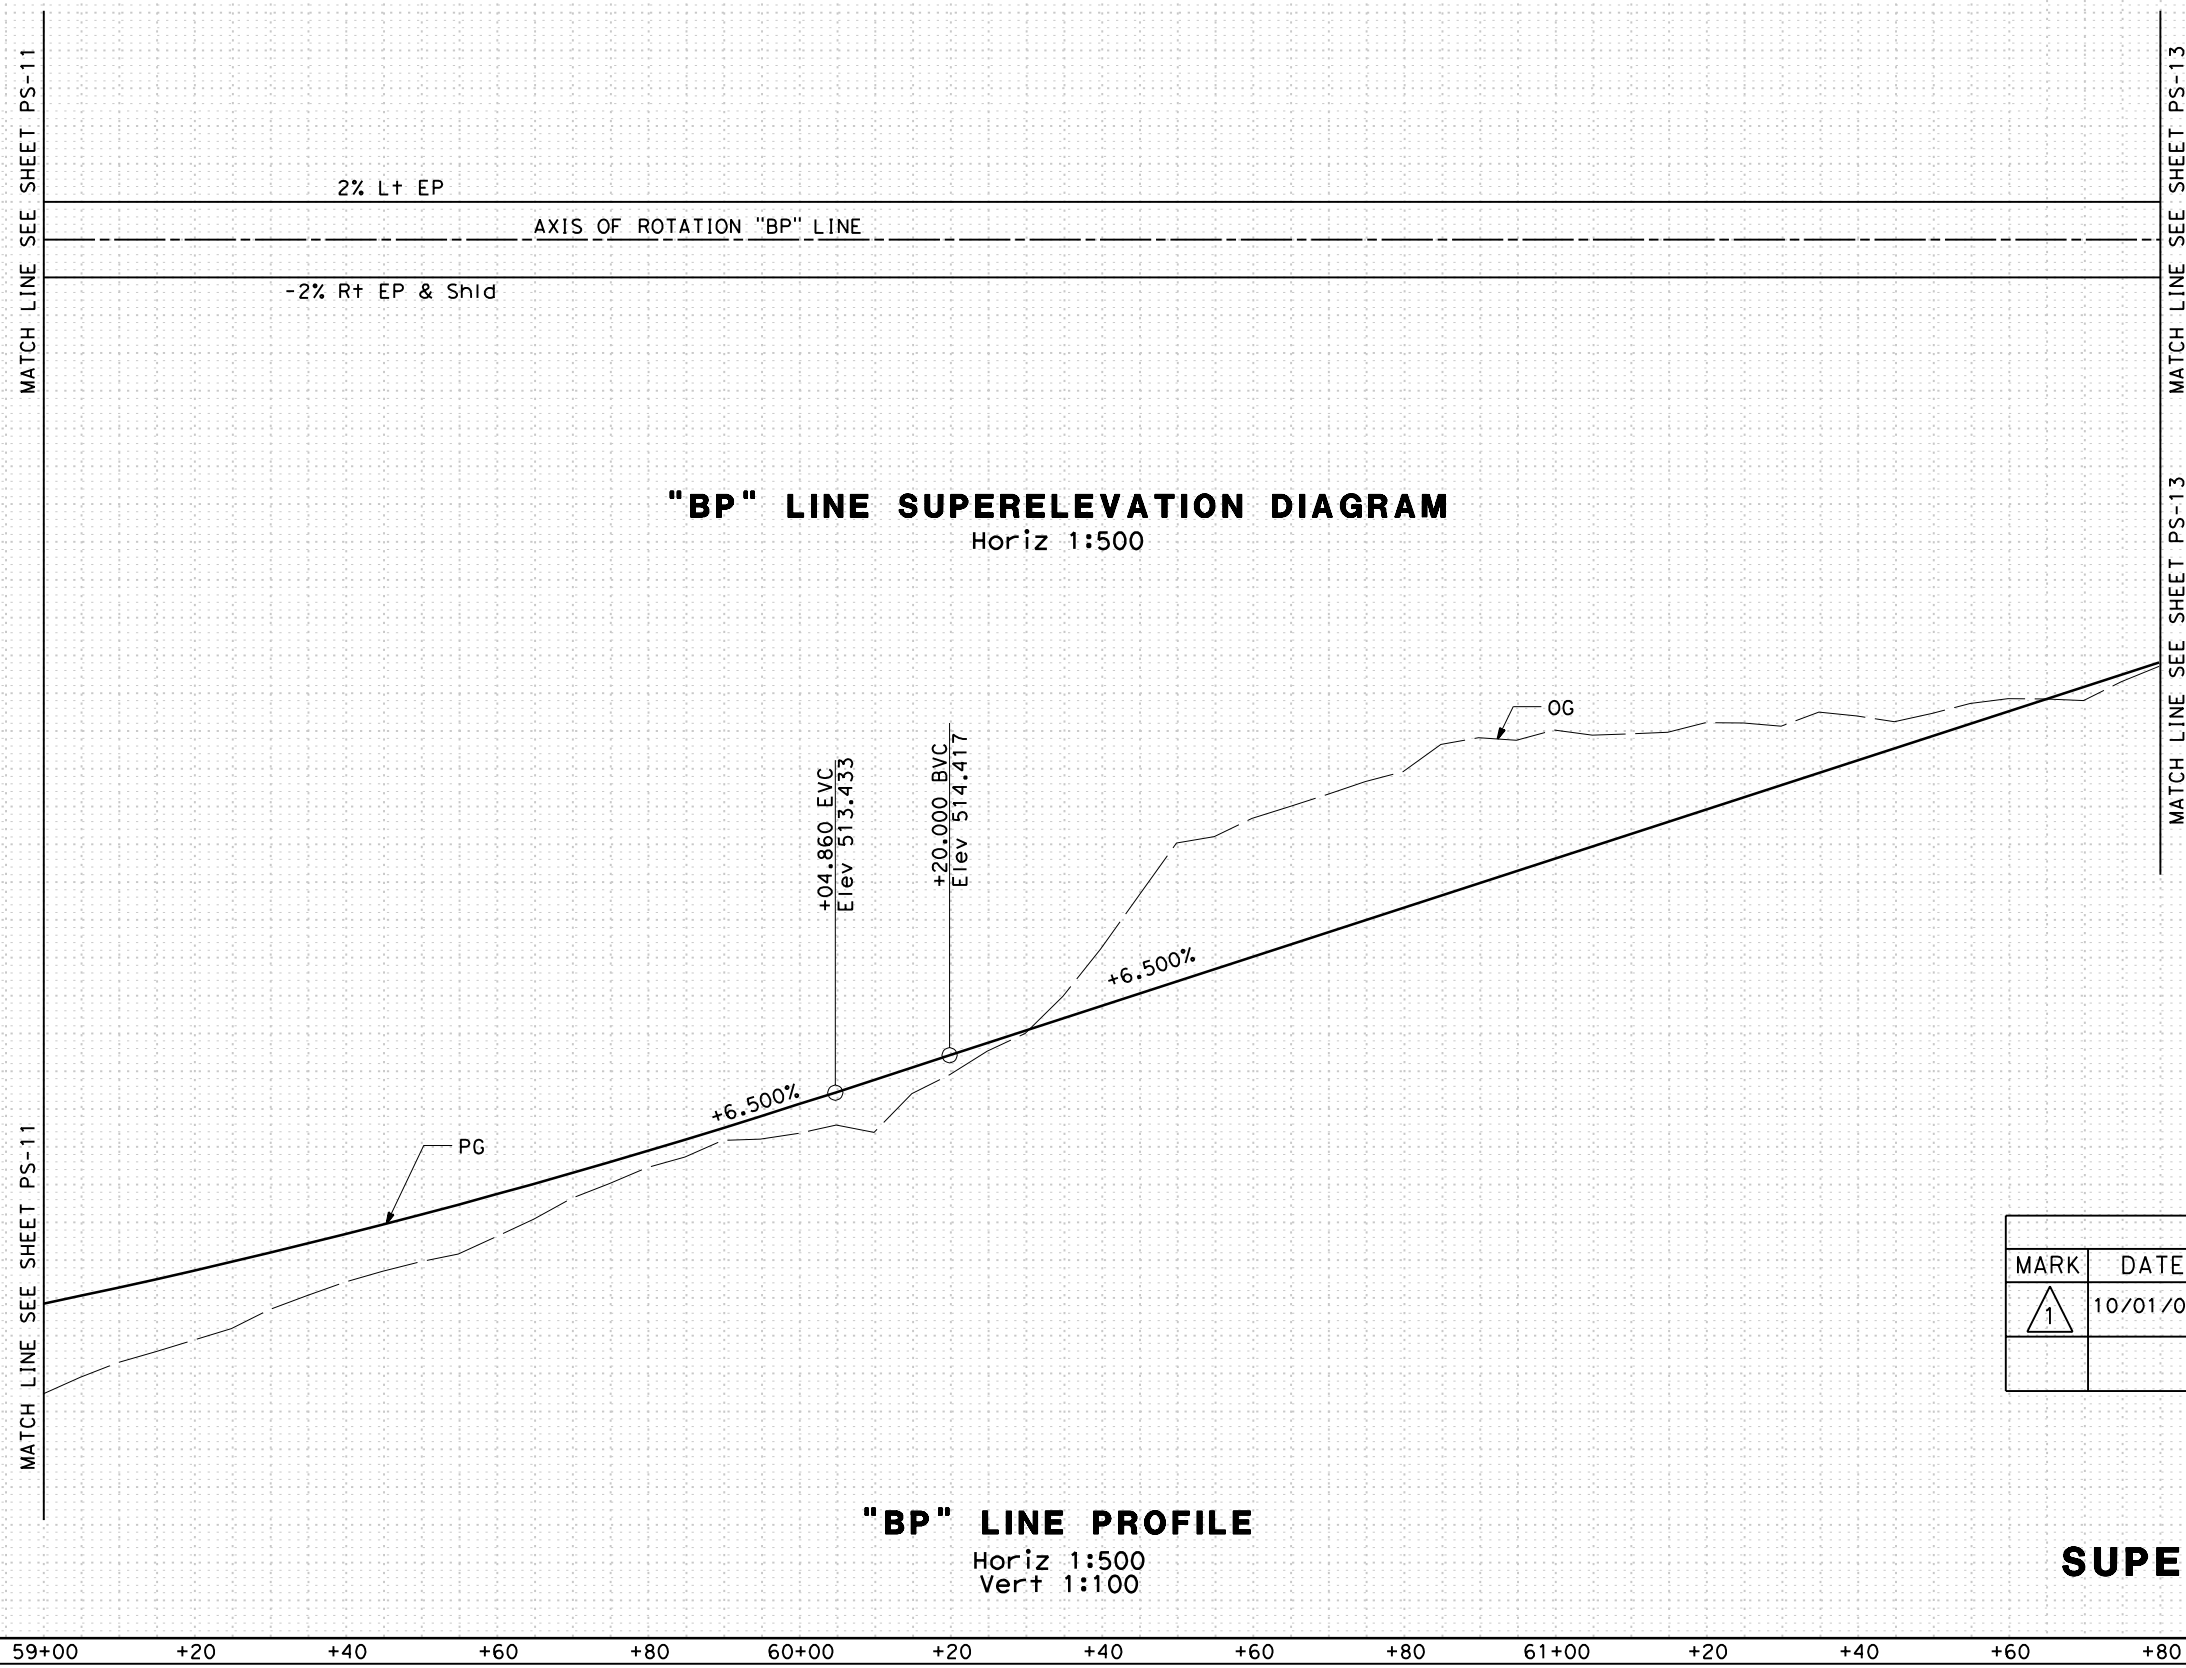 MATCH LINE SEE SHEET PS-11
MATCH LINE SEE SHEET PS-13
2% Lt EP
AXIS OF ROTATION "BP" LINE
-2% Rt EP & Shld
"BP" LINE SUPERELEVATION DIAGRAM
Horiz 1:500
MATCH LINE SEE SHEET PS-13
OG
+04.860 EVC
Elev 513.433
+20.000 BVC
Elev 514.417
+6.500%
+6.500%
PG
MATCH LINE SEE SHEET PS-11
MARK DATE
1 10/01/0
"BP" LINE PROFILE
Horiz 1:500
Vert 1:100
SUPE
59+00 +20 +40 +60 +80 60+00 +20 +40 +60 +80 61+00 +20 +40 +60 +80